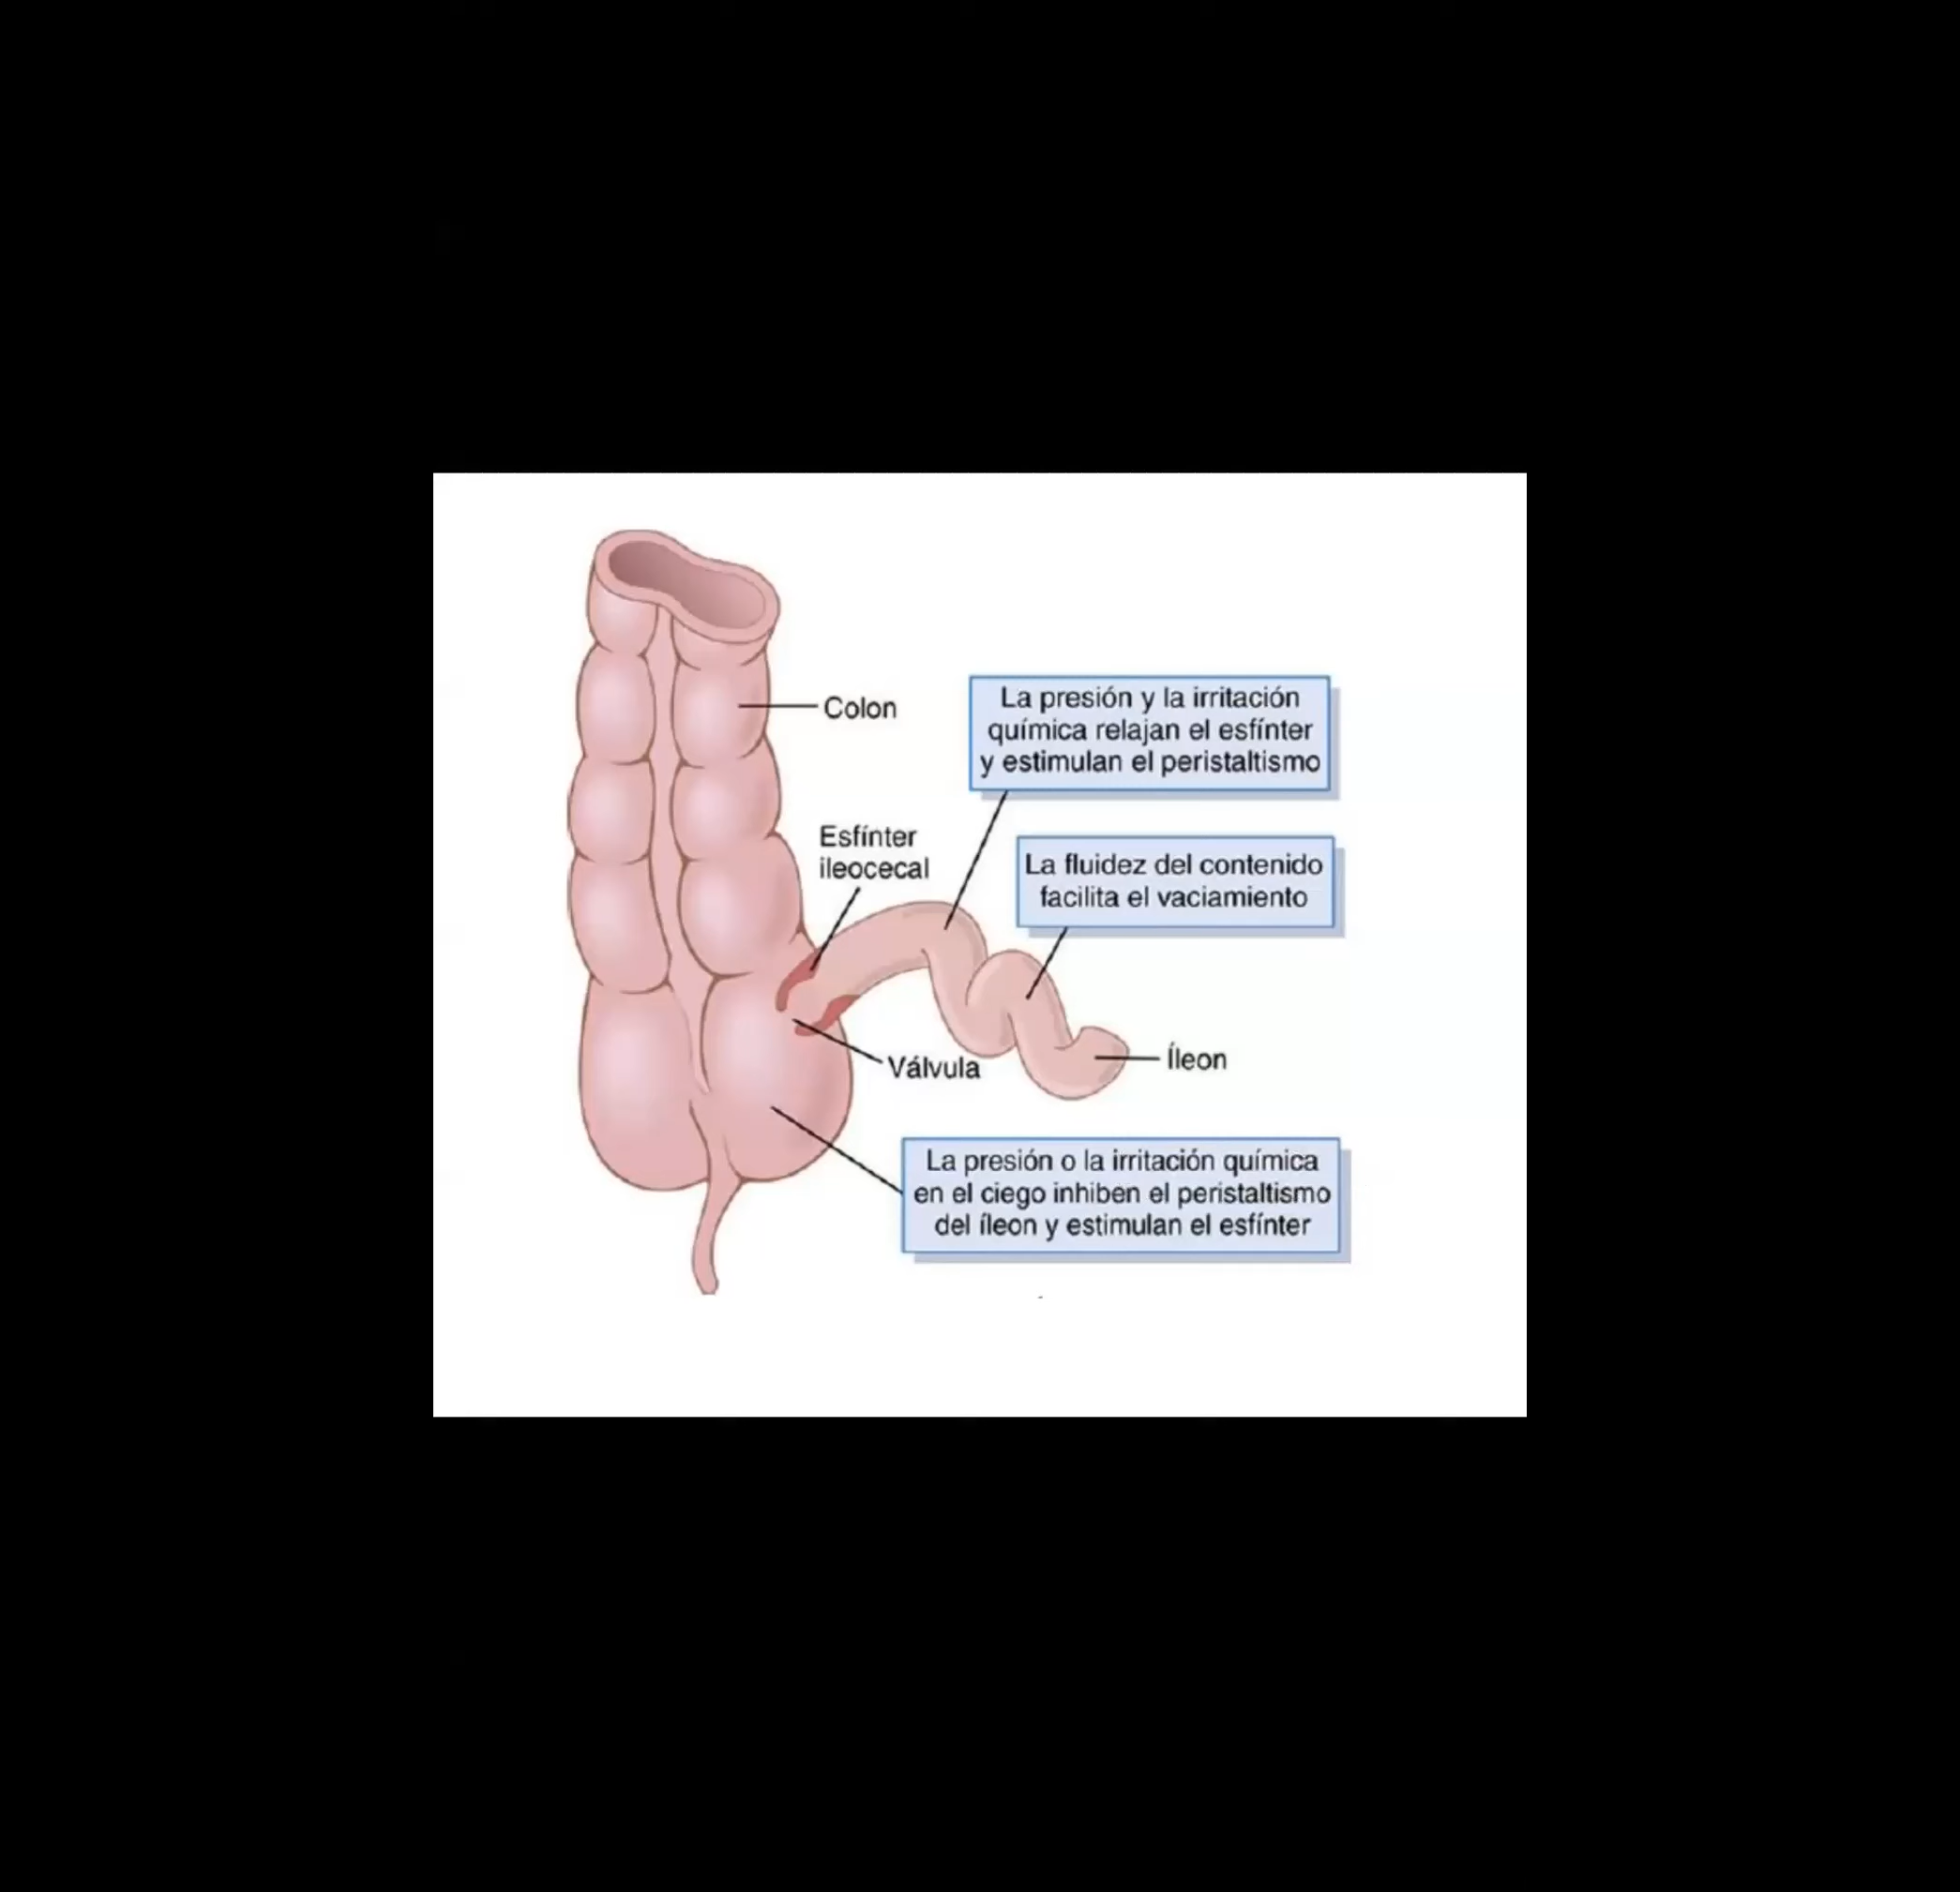 Colon
La presión y la irritación
química relajan el esfínter
y estimulan el peristaltismo
Esfínter
ileocecal
La fluidez del contenido
facilita el vaciamiento
Válvula
Íleon
La presión o la irritación química
en el ciego inhiben el peristaltismo
del íleon y estimulan el esfínter